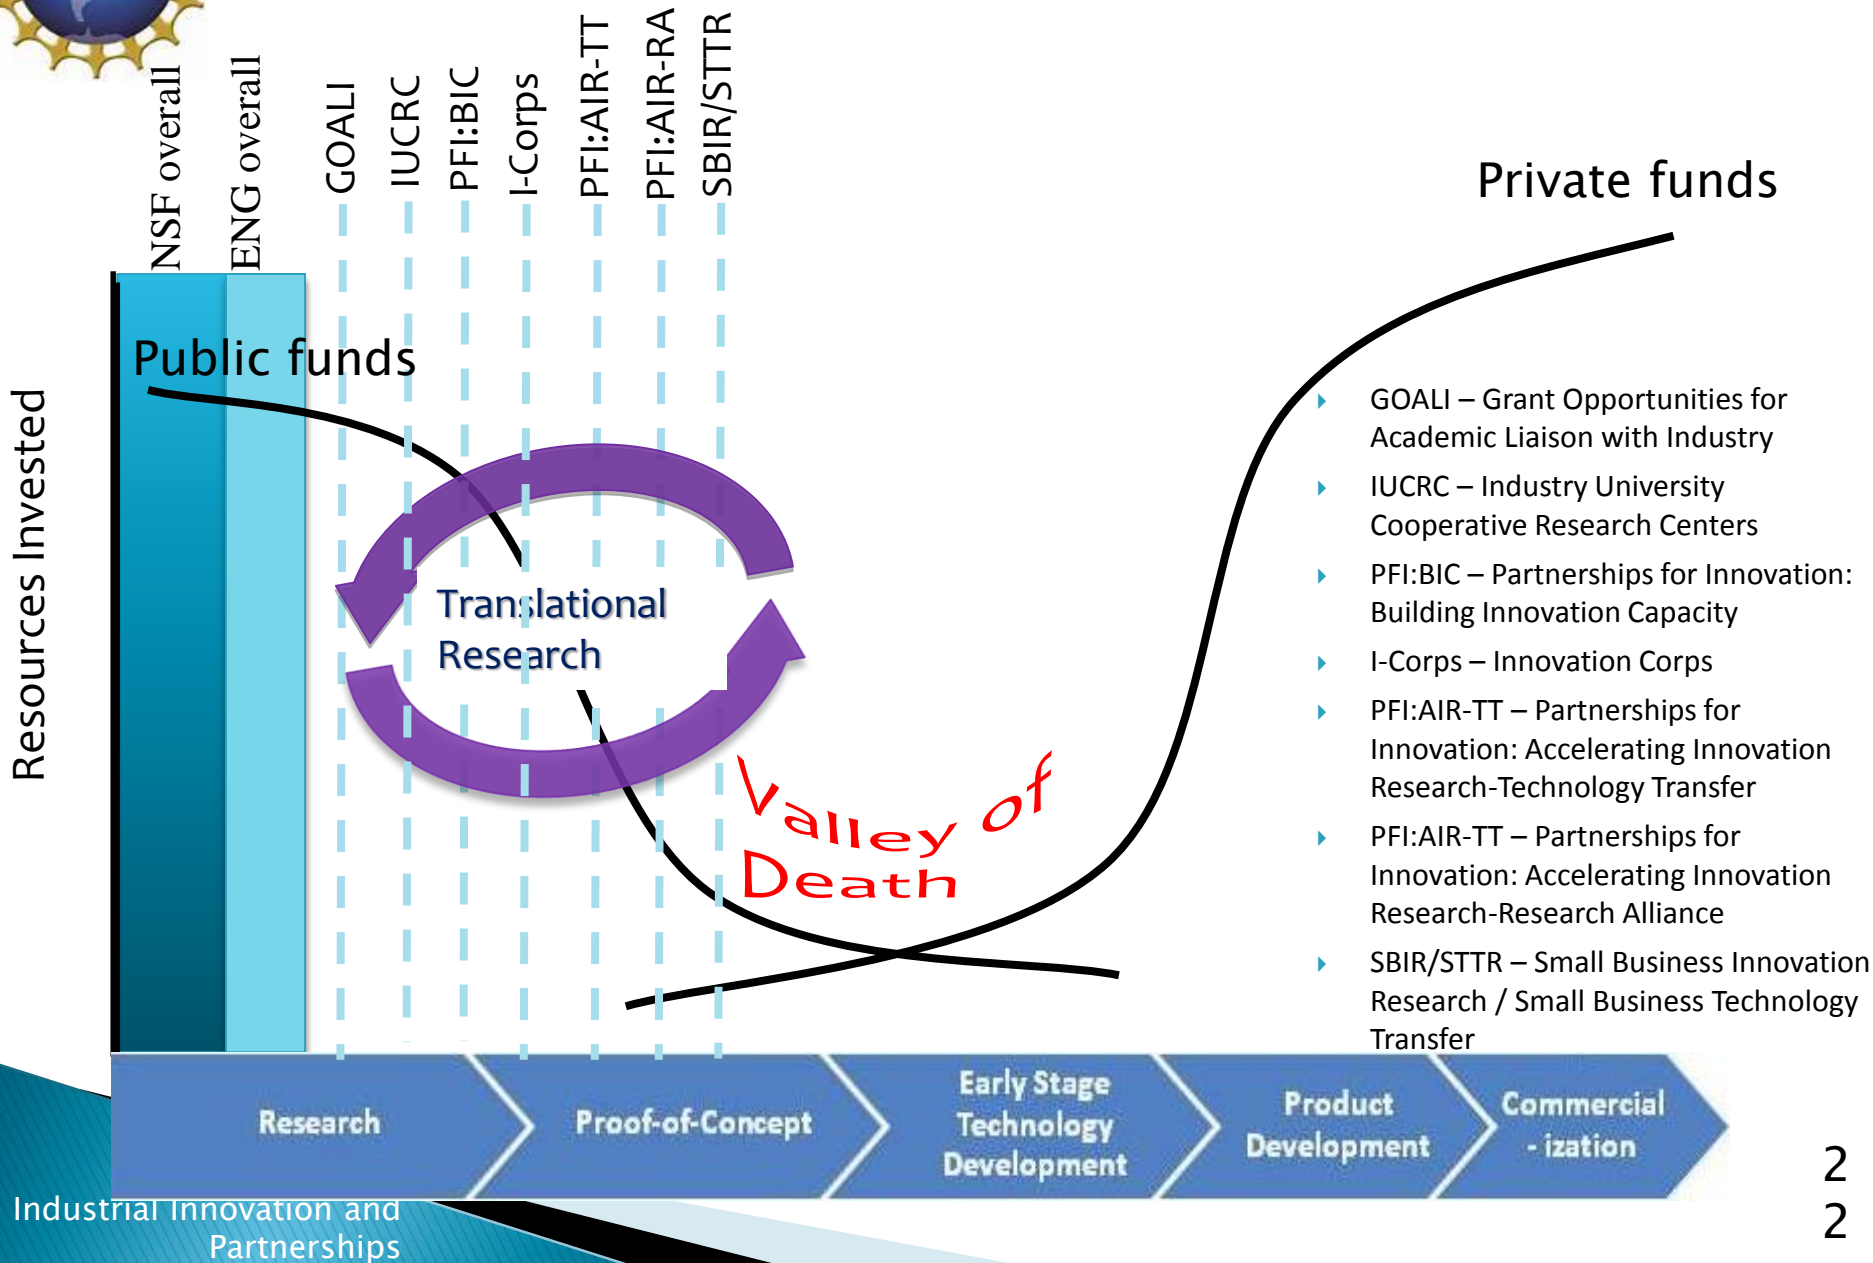 NSF overall
ENG overall
GOALI
IUCRC
PFI:BIC
I-Corps
PFI:AIR-TT
PFI:AIR-RA
SBIR/STTR
Private funds
Public funds
Resources Invested
Translational
Research
Valley of
Death
GOALI – Grant Opportunities for
Academic Liaison with Industry
IUCRC – Industry University
Cooperative Research Centers
PFI:BIC – Partnerships for Innovation:
Building Innovation Capacity
I-Corps – Innovation Corps
PFI:AIR-TT – Partnerships for
Innovation: Accelerating Innovation
Research-Technology Transfer
PFI:AIR-TT – Partnerships for
Innovation: Accelerating Innovation
Research-Research Alliance
SBIR/STTR – Small Business Innovation
Research / Small Business Technology
Transfer
Research
Proof-of-Concept
Early Stage
Technology
Development
Product
Development
Commercial
- ization
Industrial Innovation and
Partnerships
2
2